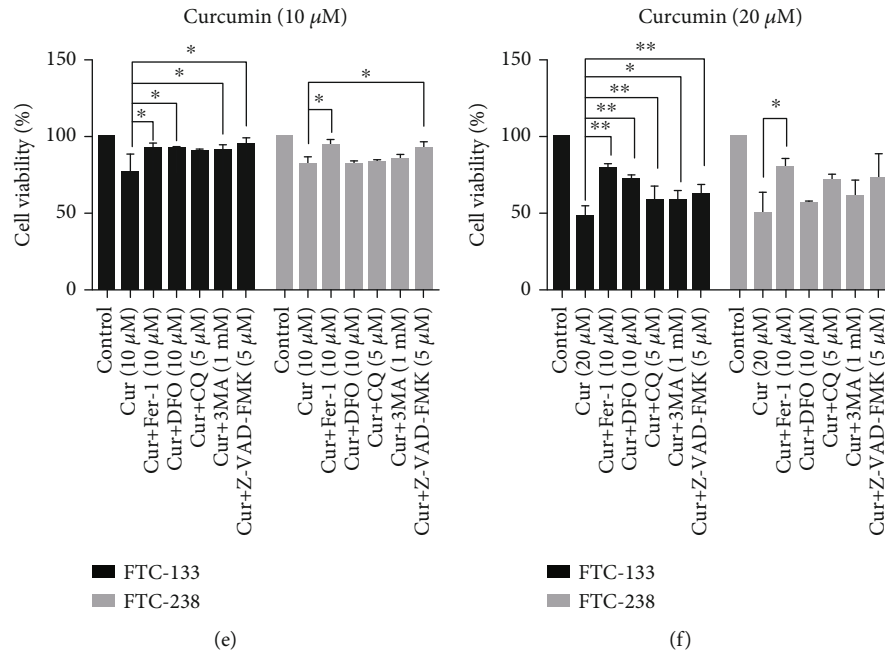 Curcumin (10 μM)
Cell viability (%)
150
100
50
0
*
*
*
*
*
*
Control
Cur (10 μM)
Cur+Fer-1 (10 μM)
Cur+DFO (10 μM)
Cur+CQ (5 μM)
Cur+3MA (1 mM)
Cur+Z-VAD-FMK (5 μM)
Control
Cur (10 μM)
Cur+Fer-1 (10 μM)
Cur+DFO (10 μM)
Cur+CQ (5 μM)
Cur+3MA (1 mM)
Cur+Z-VAD-FMK (5 μM)
FTC-133
FTC-238
(e)
Curcumin (20 μM)
Cell viability (%)
150
100
50
0
**
*
**
**
**
*
Control
Cur (20 μM)
Cur+Fer-1 (10 μM)
Cur+DFO (10 μM)
Cur+CQ (5 μM)
Cur+3MA (1 mM)
Cur+Z-VAD-FMK (5 μM)
Control
Cur (20 μM)
Cur+Fer-1 (10 μM)
Cur+DFO (10 μM)
Cur+CQ (5 μM)
Cur+3MA (1 mM)
Cur+Z-VAD-FMK (5 μM)
FTC-133
FTC-238
(f)